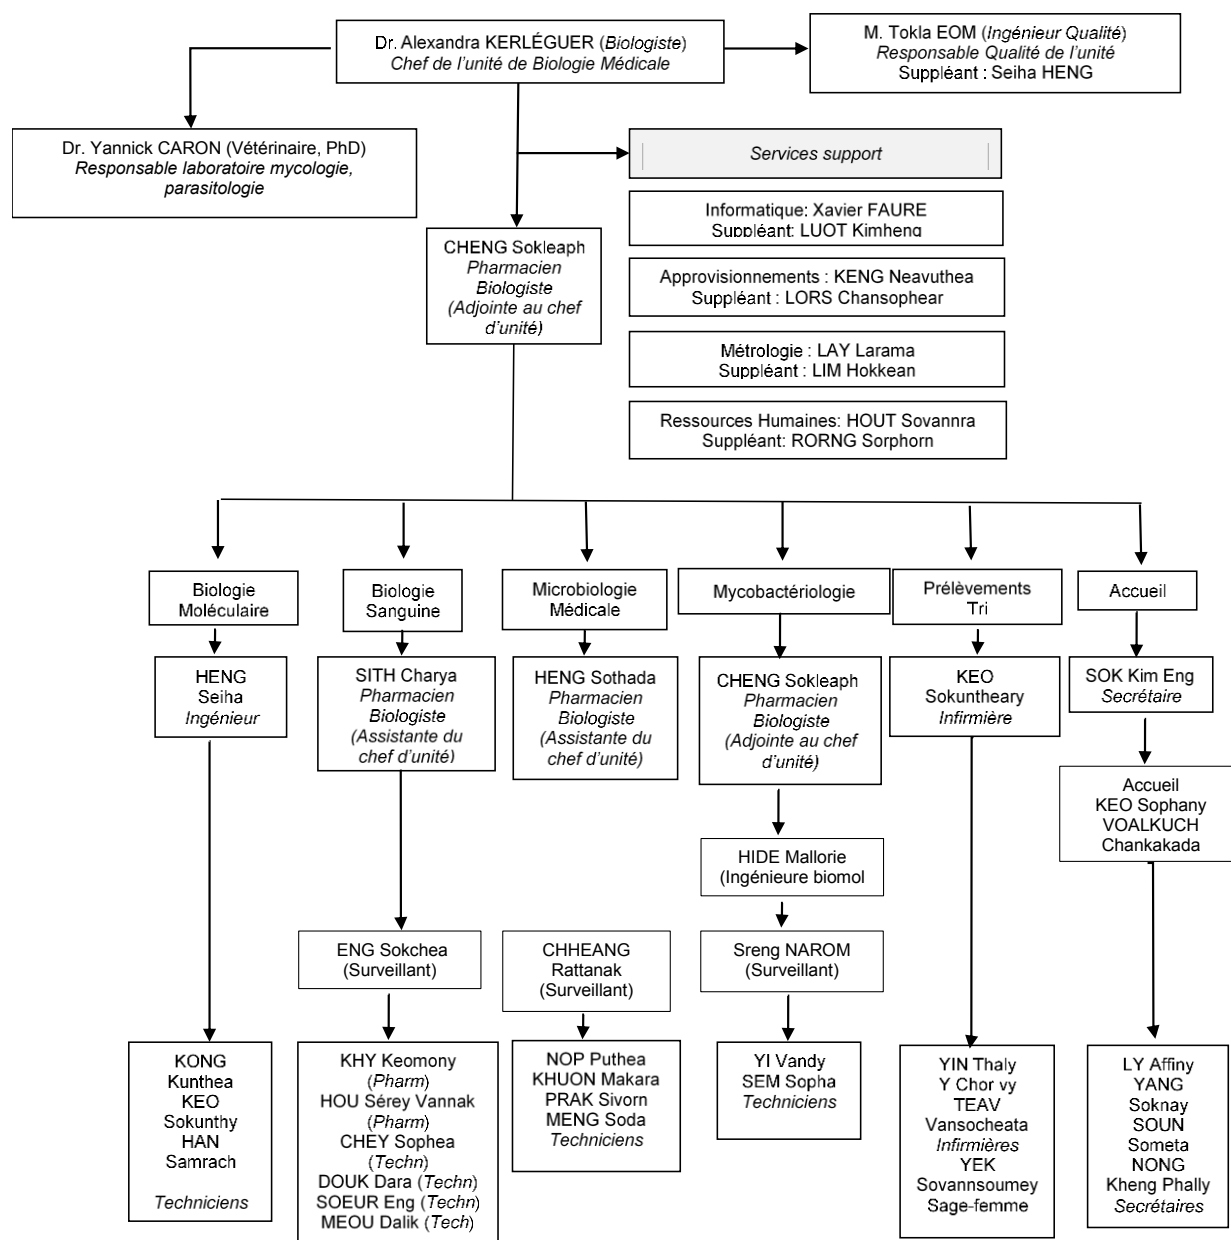 Dr. Alexandra KERLÉGUER (Biologiste)
Chef de l'unité de Biologie Médicale
M. Tokla EOM (Ingénieur Qualité)
Responsable Qualité de l'unité
Suppléant : Seiha HENG
Dr. Yannick CARON (Vétérinaire, PhD)
Responsable laboratoire mycologie,
parasitologie
Services support
Informatique: Xavier FAURE
Suppléant: LUOT Kimheng
Approvisionnements : KENG Neavuthea
Suppléant : LORS Chansophear
Métrologie : LAY Larama
Suppléant : LIM Hokkean
Ressources Humaines: HOUT Sovannra
Suppléant: RORNG Sorphorn
CHENG Sokleaph
Pharmacien
Biologiste
(Adjointe au chef
d'unité)
Biologie
Moléculaire
HENG
Seiha
Ingénieur
KONG
Kunthea
KEO
Sokunthy
HAN
Samrach
Techniciens
Biologie
Sanguine
SITH Charya
Pharmacien
Biologiste
(Assistante du
chef d'unité)
ENG Sokchea
(Surveillant)
KHY Keomony
(Pharm)
HOU Sérey Vannak
(Pharm)
CHEY Sophea
(Techn)
DOUK Dara (Techn)
SOEUR Eng (Techn)
MEOU Dalik (Tech)
Microbiologie
Médicale
HENG Sothada
Pharmacien
Biologiste
(Assistante du
chef d'unité)
CHHEANG
Rattanak
(Surveillant)
NOP Puthea
KHUON Makara
PRAK Sivorn
MENG Soda
Techniciens
Mycobactériologie
CHENG Sokleaph
Pharmacien
Biologiste
(Adjointe au chef
d'unité)
HIDE Mallorie
(Ingénieure biomol
Sreng NAROM
(Surveillant)
YI Vandy
SEM Sopha
Techniciens
Prélèvements
Tri
KEO
Sokuntheary
Infirmière
YIN Thaly
Y Chor vy
TEAV
Vansocheata
Infirmières
YEK
Sovannsoumey
Sage-femme
Accueil
SOK Kim Eng
Secrétaire
Accueil
KEO Sophany
VOALKUCH
Chankakada
LY Affiny
YANG
Soknay
SOUN
Someta
NONG
Kheng Phally
Secrétaires